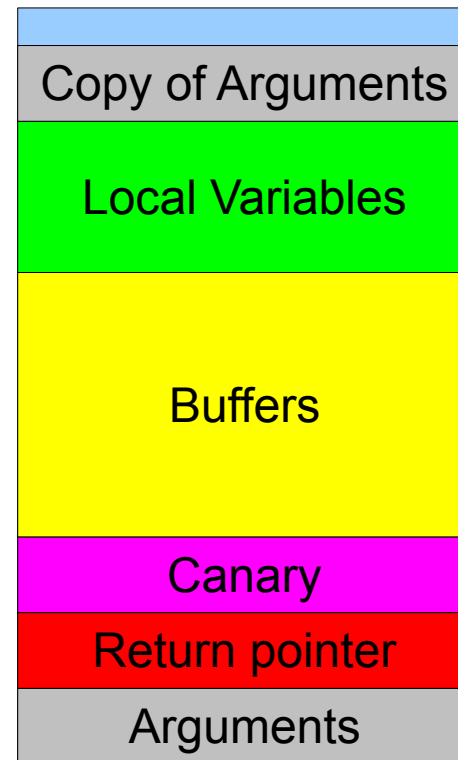 Copy of Arguments
Local Variables
Buffers
Canary
Return pointer
Arguments